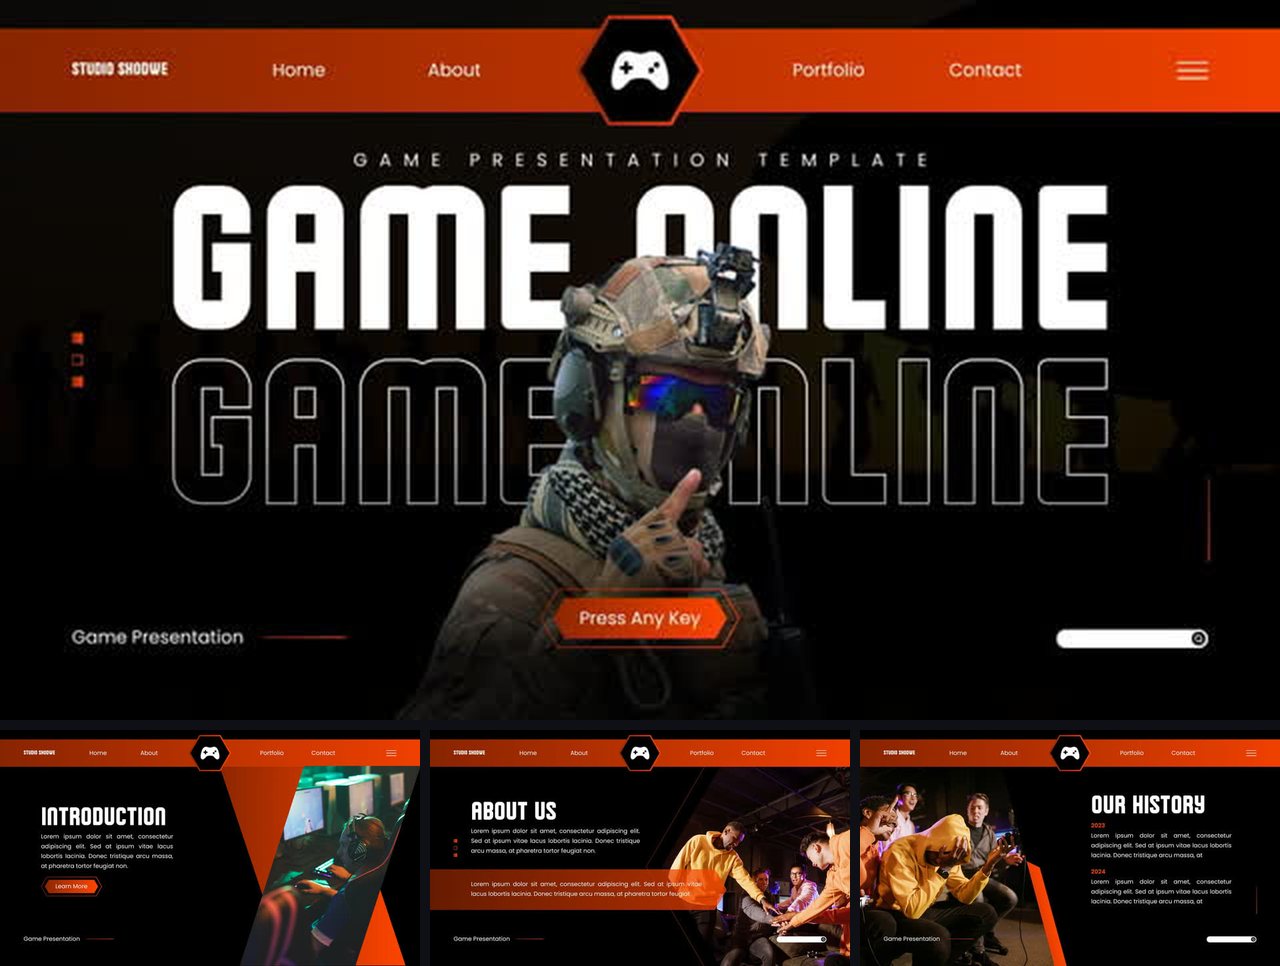 STUDIO SHODWE
Home
About
Portfolio
Contact
GAME PRESENTATION TEMPLATE
GAME ONLINE
GAME ONLINE
Press Any Key
Game Presentation
STUDIO SHODWE
Home
About
Portfolio
Contact
INTRODUCTION
Lorem ipsum dolor sit amet, consectetur
adipiscing elit. Sed at ipsum vitae lacus
lobortis lacinia. Donec tristique arcu massa,
at pharetra tortor feugiat non.
Learn More
Game Presentation
STUDIO SHODWE
Home
About
Portfolio
Contact
ABOUT US
Lorem ipsum dolor sit amet, consectetur adipiscing elit.
Sed at ipsum vitae lacus lobortis lacinia. Donec tristique
arcu massa, at pharetra tortor feugiat non.
Lorem ipsum dolor sit amet, consectetur adipiscing elit. Sed at ipsum vitae
lacus lobortis lacinia. Donec tristique arcu massa, at pharetra tortor feugiat
STUDIO SHODWE
Home
About
Portfolio
Contact
OUR HISTORY
2023
Lorem ipsum dolor sit amet, consectetur
adipiscing elit. Sed at ipsum vitae lacus lobortis
lacinia. Donec tristique arcu massa, at
2024
Lorem ipsum dolor sit amet, consectetur
adipiscing elit. Sed at ipsum vitae lacus lobortis
lacinia. Donec tristique arcu massa, at
Game Presentation
Game Presentation